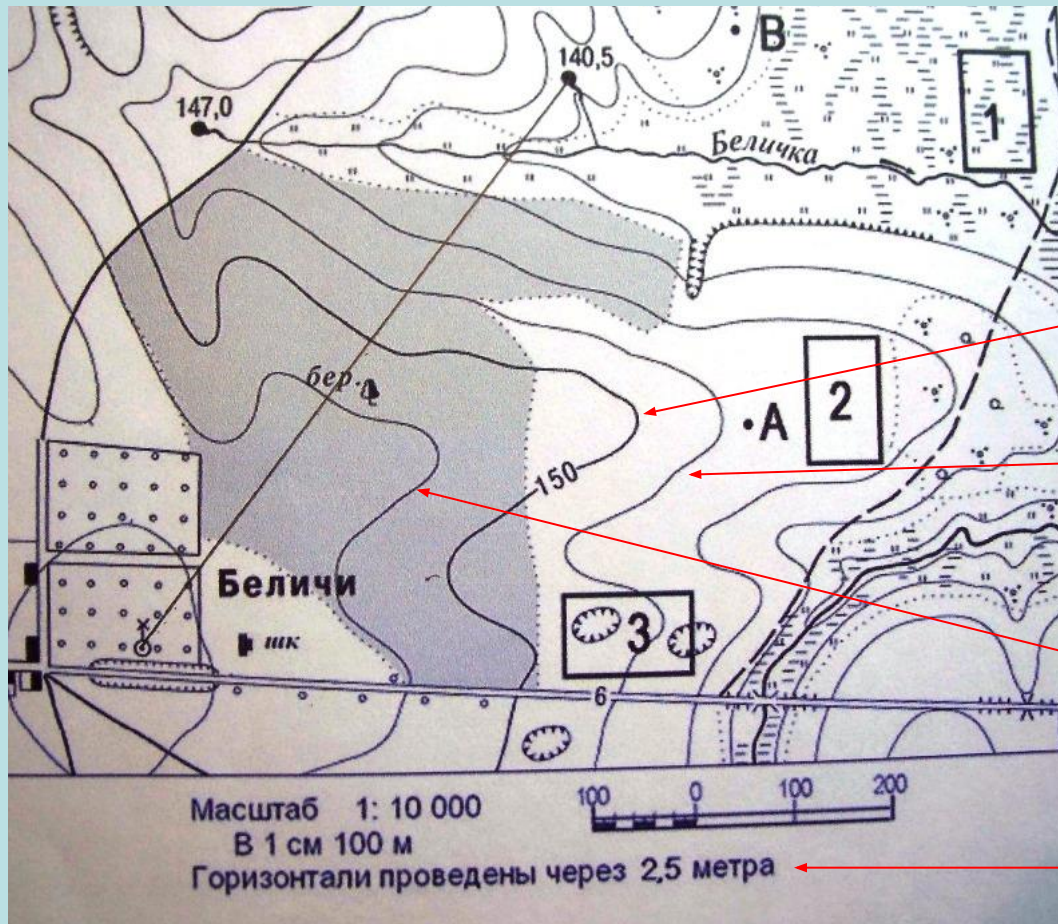 В
140,5
147,0
1
Беличка
бер.
2
А
150
Беличи
3
шк
6
100 0 100 200
Масштаб 1: 10 000
В 1 см 100 м
Горизонтали проведены через 2,5 метра